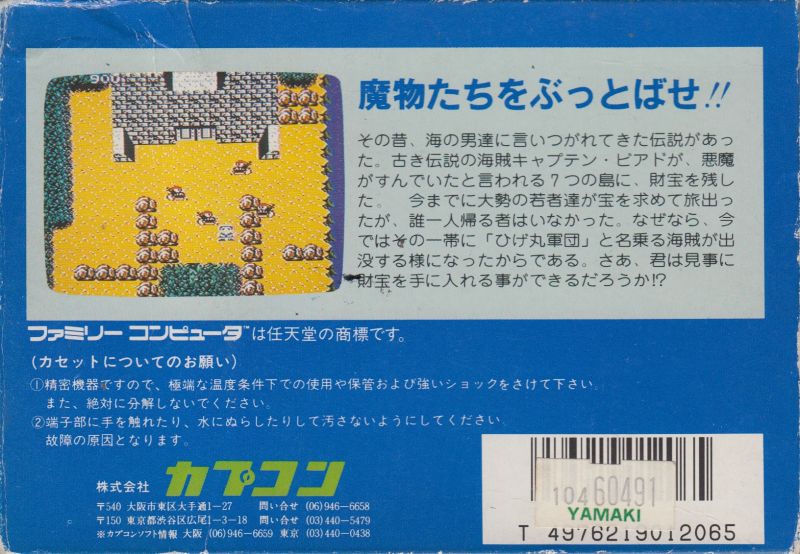 900
魔物たちをぶっとばせ!!
その昔、海の男達に言いつがれてきた伝説があっ
た。古き伝説の海賊キャプテン・ビアドが、悪魔
がすんでいたと言われる7つの島に、財宝を残し
た。 今までに大勢の若者達が宝を求めて旅出っ
たが、誰一人帰る者はいなかった。なぜなら、今
ではその一帯に「ひげ丸軍団」と名乗る海賊が出
没する様になったからである。さあ、君は見事に
財宝を手に入れる事ができるだろうか!?
ファミリー コンピュータ™は任天堂の商標です。
(カセットについてのお願い)
①精密機器ですので、極端な温度条件下での使用や保管および強いショックをさけて下さい。
また、絶対に分解しないでください。
②端子部に手を触れたり、水にぬらしたりして汚さないようにしてください
故障の原因となります。
株式会社 カプコン
〒540 大阪市東区大手通1-27 問い合せ (06)946-6658
〒150 東京都渋谷区広尾1-3-18 問い合せ (03)440-5479
※カプコンソフト情報 大阪 (06)946-6659 東京 (03)440-0438
10460491
YAMAKI
T 4976219012065